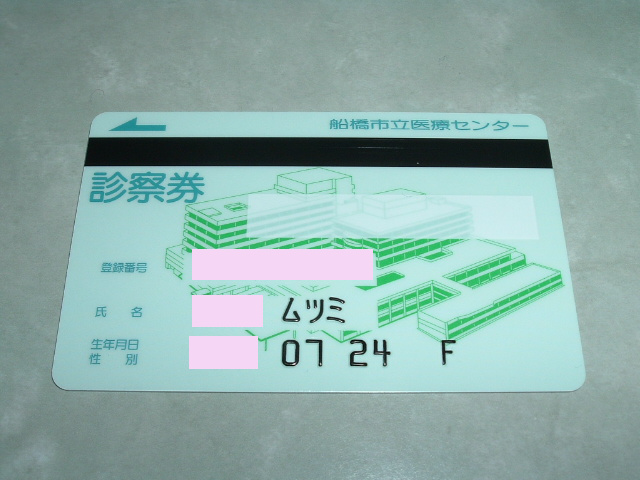 船橋市立医療センター
診察券
登録番号
氏 名 ムツミ
生年月日 07 24 F
性 別